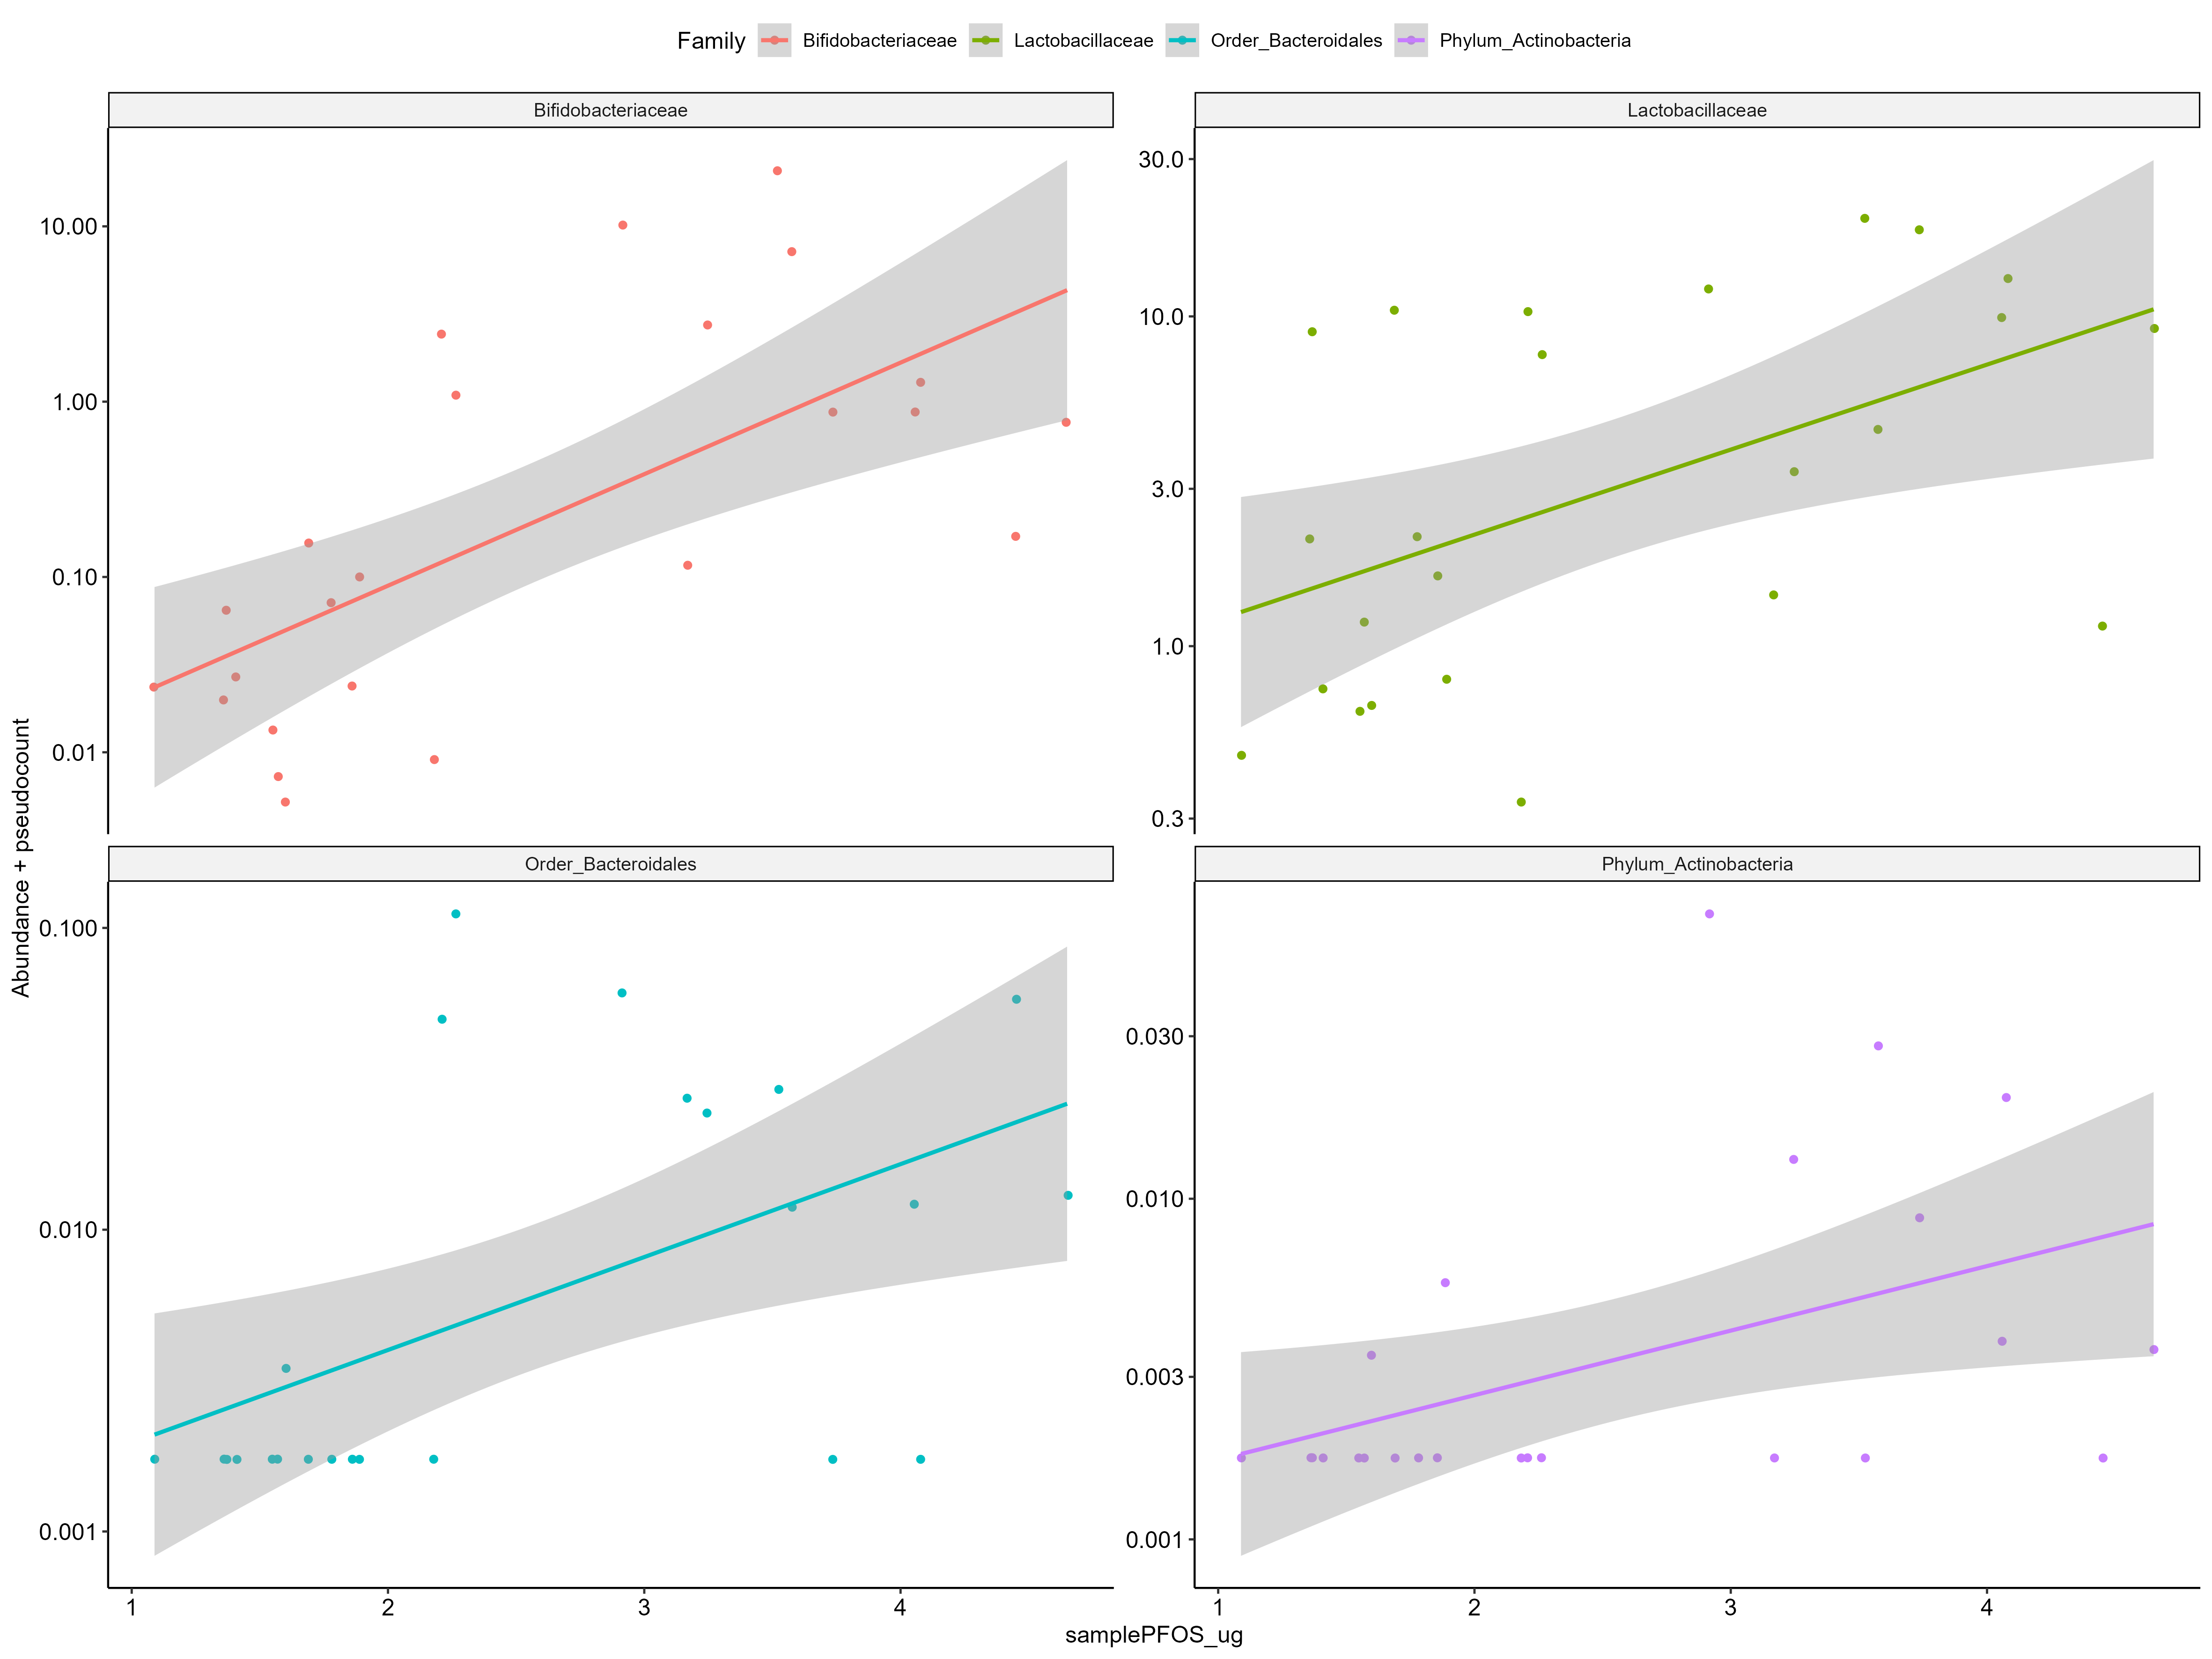 Family Bifidobacteriaceae Lactobacillaceae Order_Bacteroidales Phylum_Actinobacteria
Bifidobacteriaceae
Lactobacillaceae
10.00
1.00
0.10
0.01
30.0
10.0
3.0
1.0
0.3
Abundance + pseudocount
Order_Bacteroidales
Phylum_Actinobacteria
0.100
0.010
0.001
0.030
0.010
0.003
0.001
1 2 3 4
1 2 3 4
samplePFOS_ug